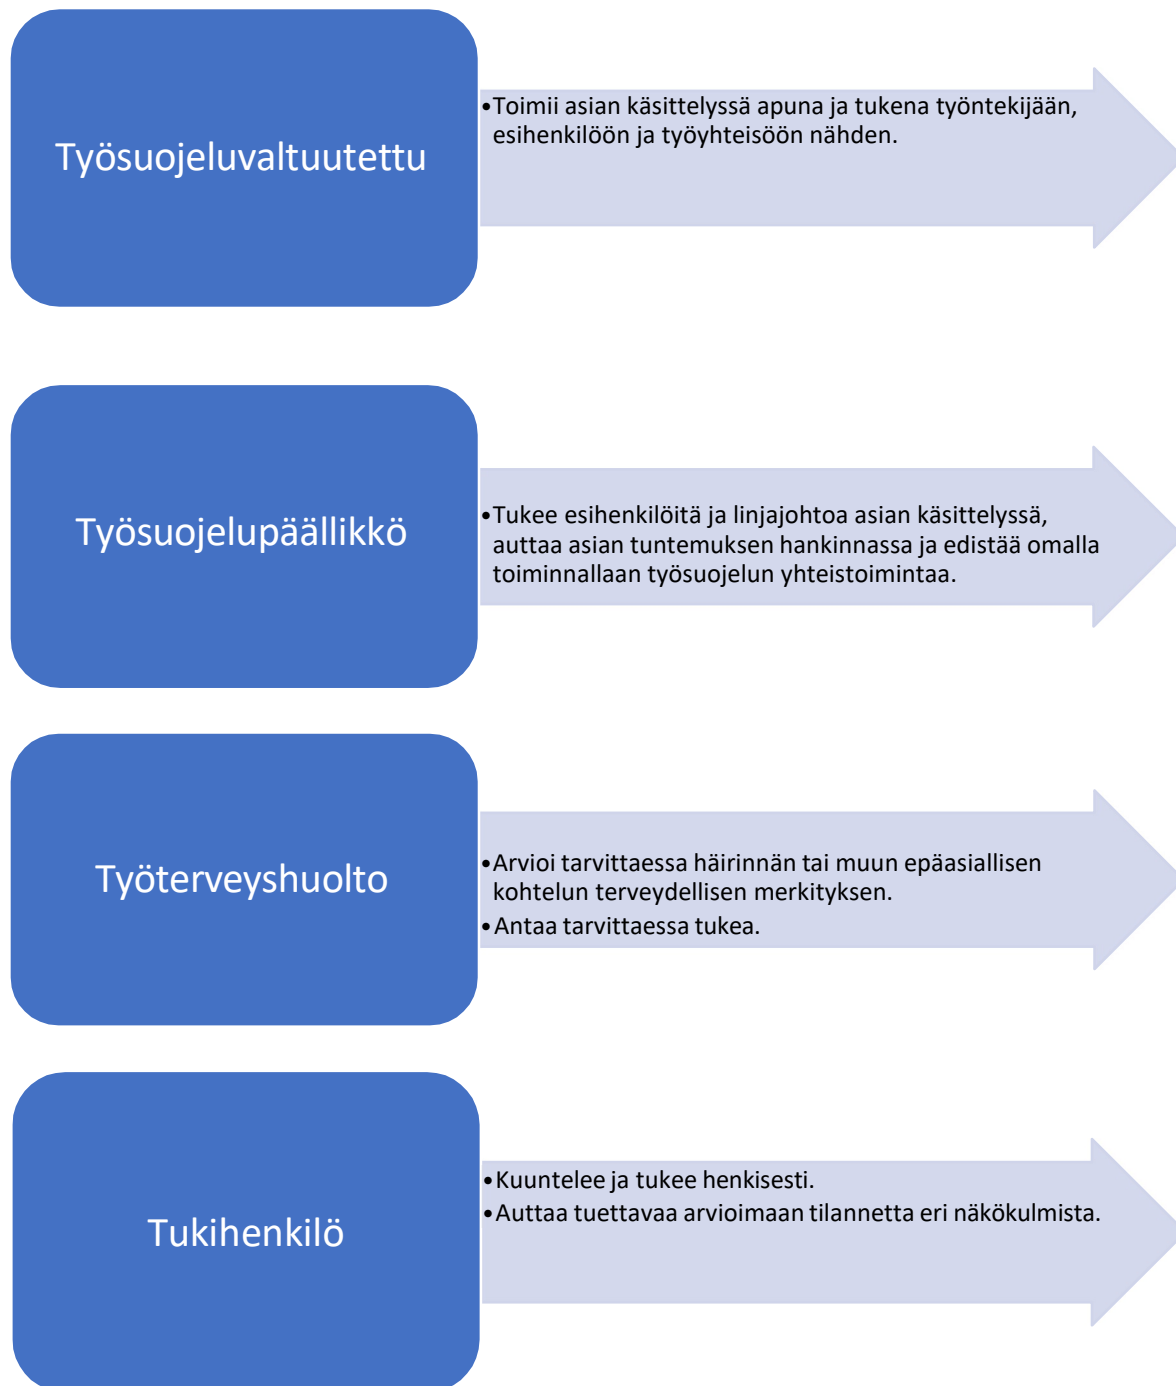 Työsuojeluvaltuutettu
•Toimii asian käsittelyssä apuna ja tukena työntekijään,
esihenkilöön ja työyhteisöön nähden.
Työsuojelupäällikkö
•Tukee esihenkilöitä ja linjajohtoa asian käsittelyssä,
auttaa asian tuntemuksen hankinnassa ja edistää omalla
toiminnallaan työsuojelun yhteistoimintaa.
Työterveyshuolto
•Arvioi tarvittaessa häirinnän tai muun epäasiallisen
kohtelun terveydellisen merkityksen.
•Antaa tarvittaessa tukea.
Tukihenkilö
•Kuuntelee ja tukee henkisesti.
•Auttaa tuettavaa arvioimaan tilannetta eri näkökulmista.